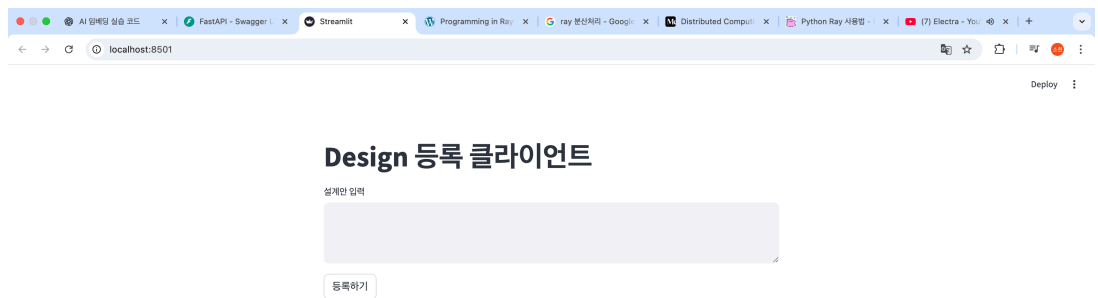 AI 임베딩 실습 코드
FastAPI - Swagger U
Streamlit
Programming in Ray
ray 분산처리 - Google
Distributed Computi
Python Ray 사용법 -
(7) Electra - You
localhost:8501
Deploy
Design 등록 클라이언트
설계안 입력
등록하기